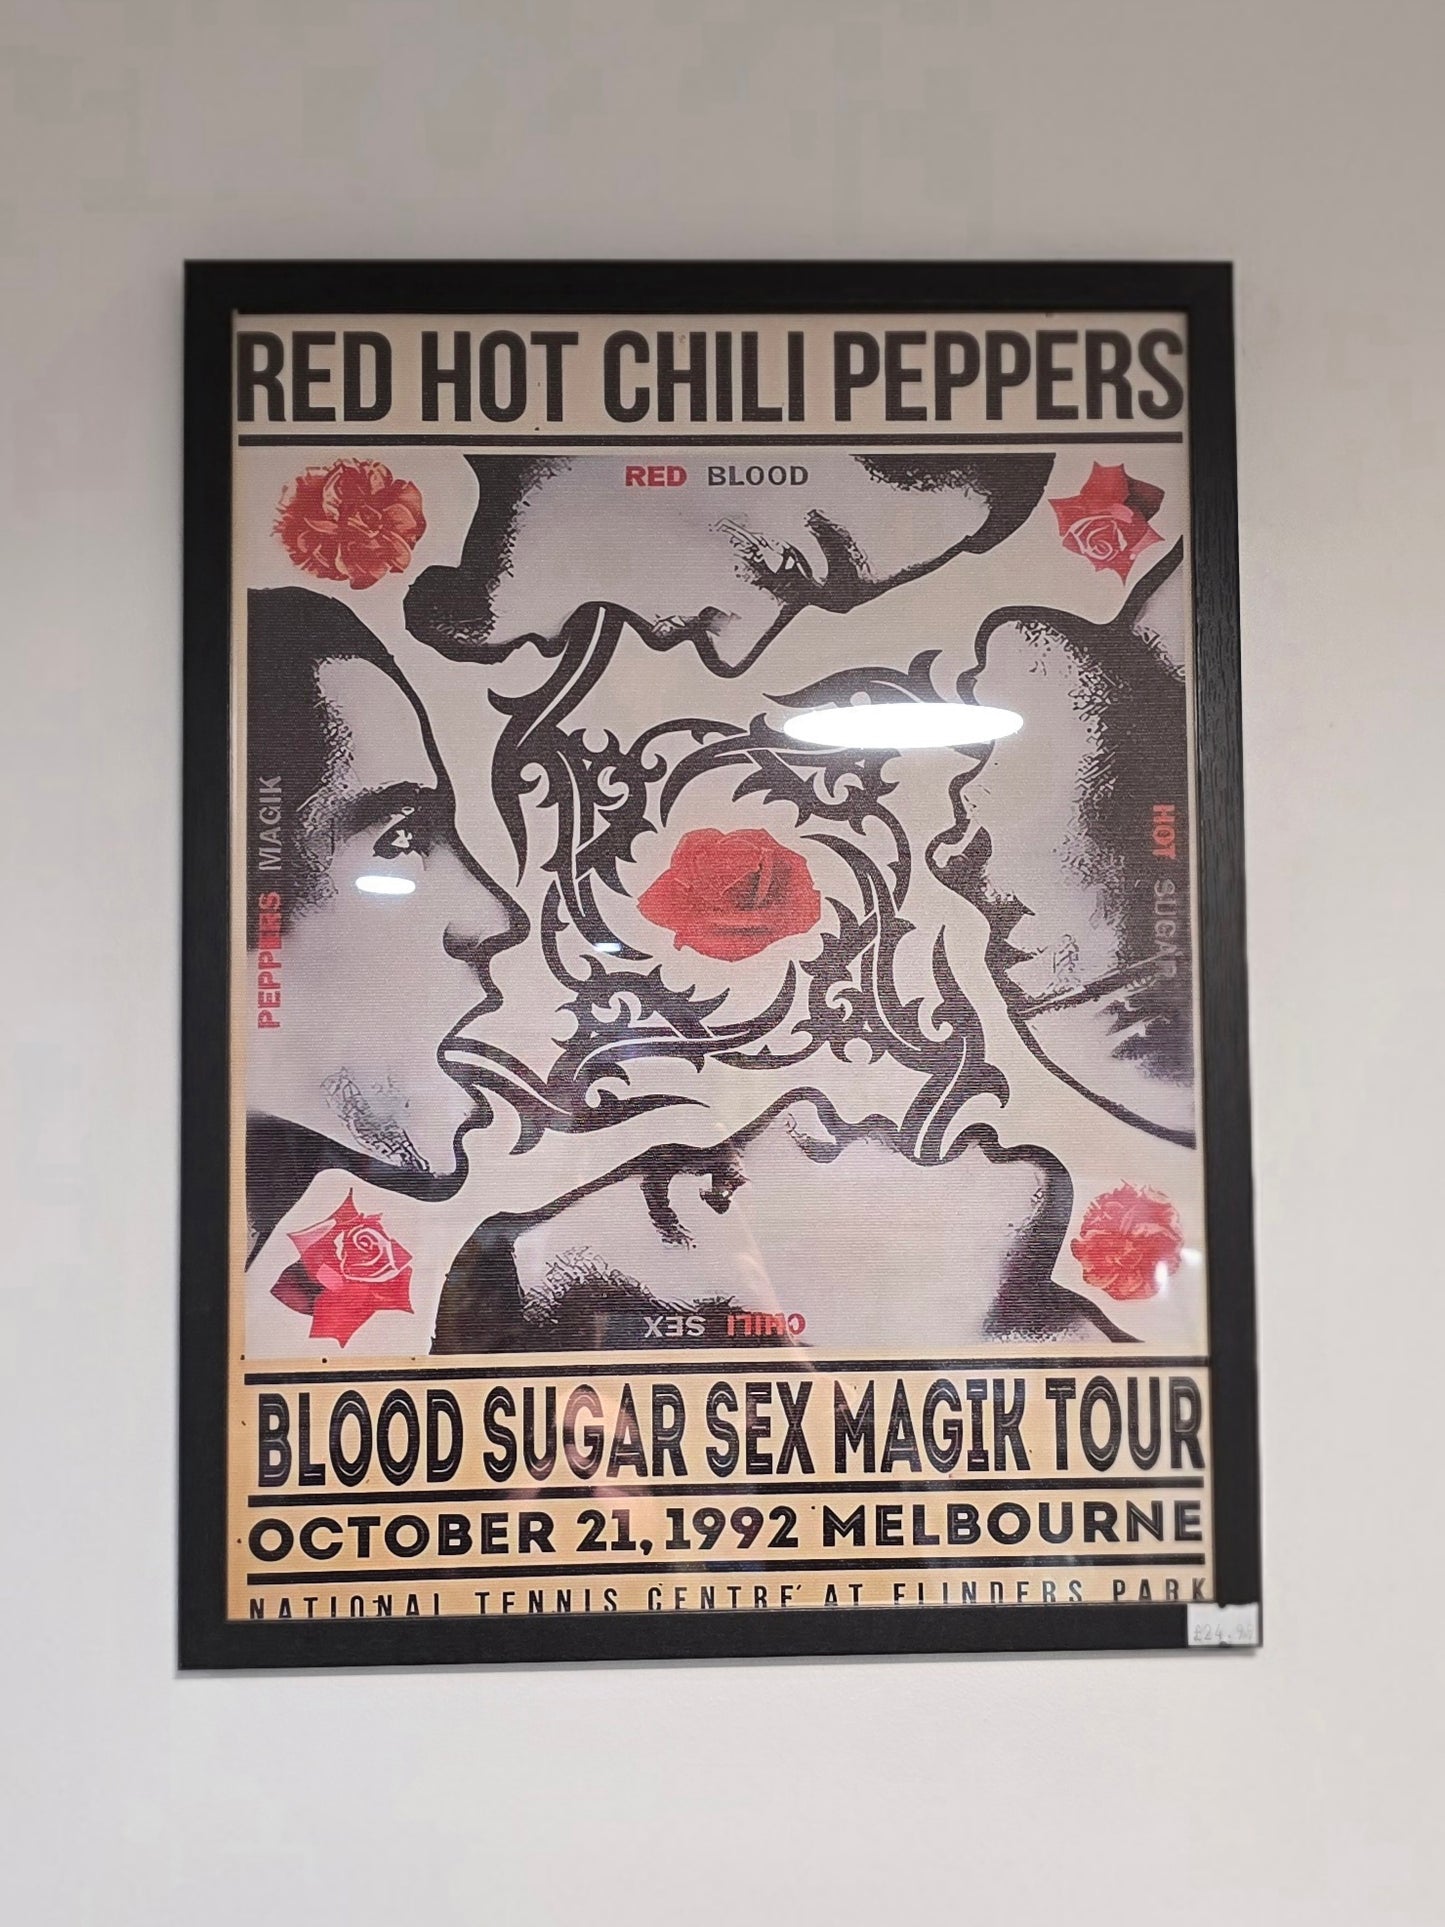 RED HOT CHILI PEPPERS
RED BLOOD
PEPPERS MAGIK
HOT SUGAR
CHILI SEX
BLOOD SUGAR SEX MAGIK TOUR
OCTOBER 21, 1992 MELBOURNE
NATIONAL TENNIS CENTRE AT FLINDERS PARK